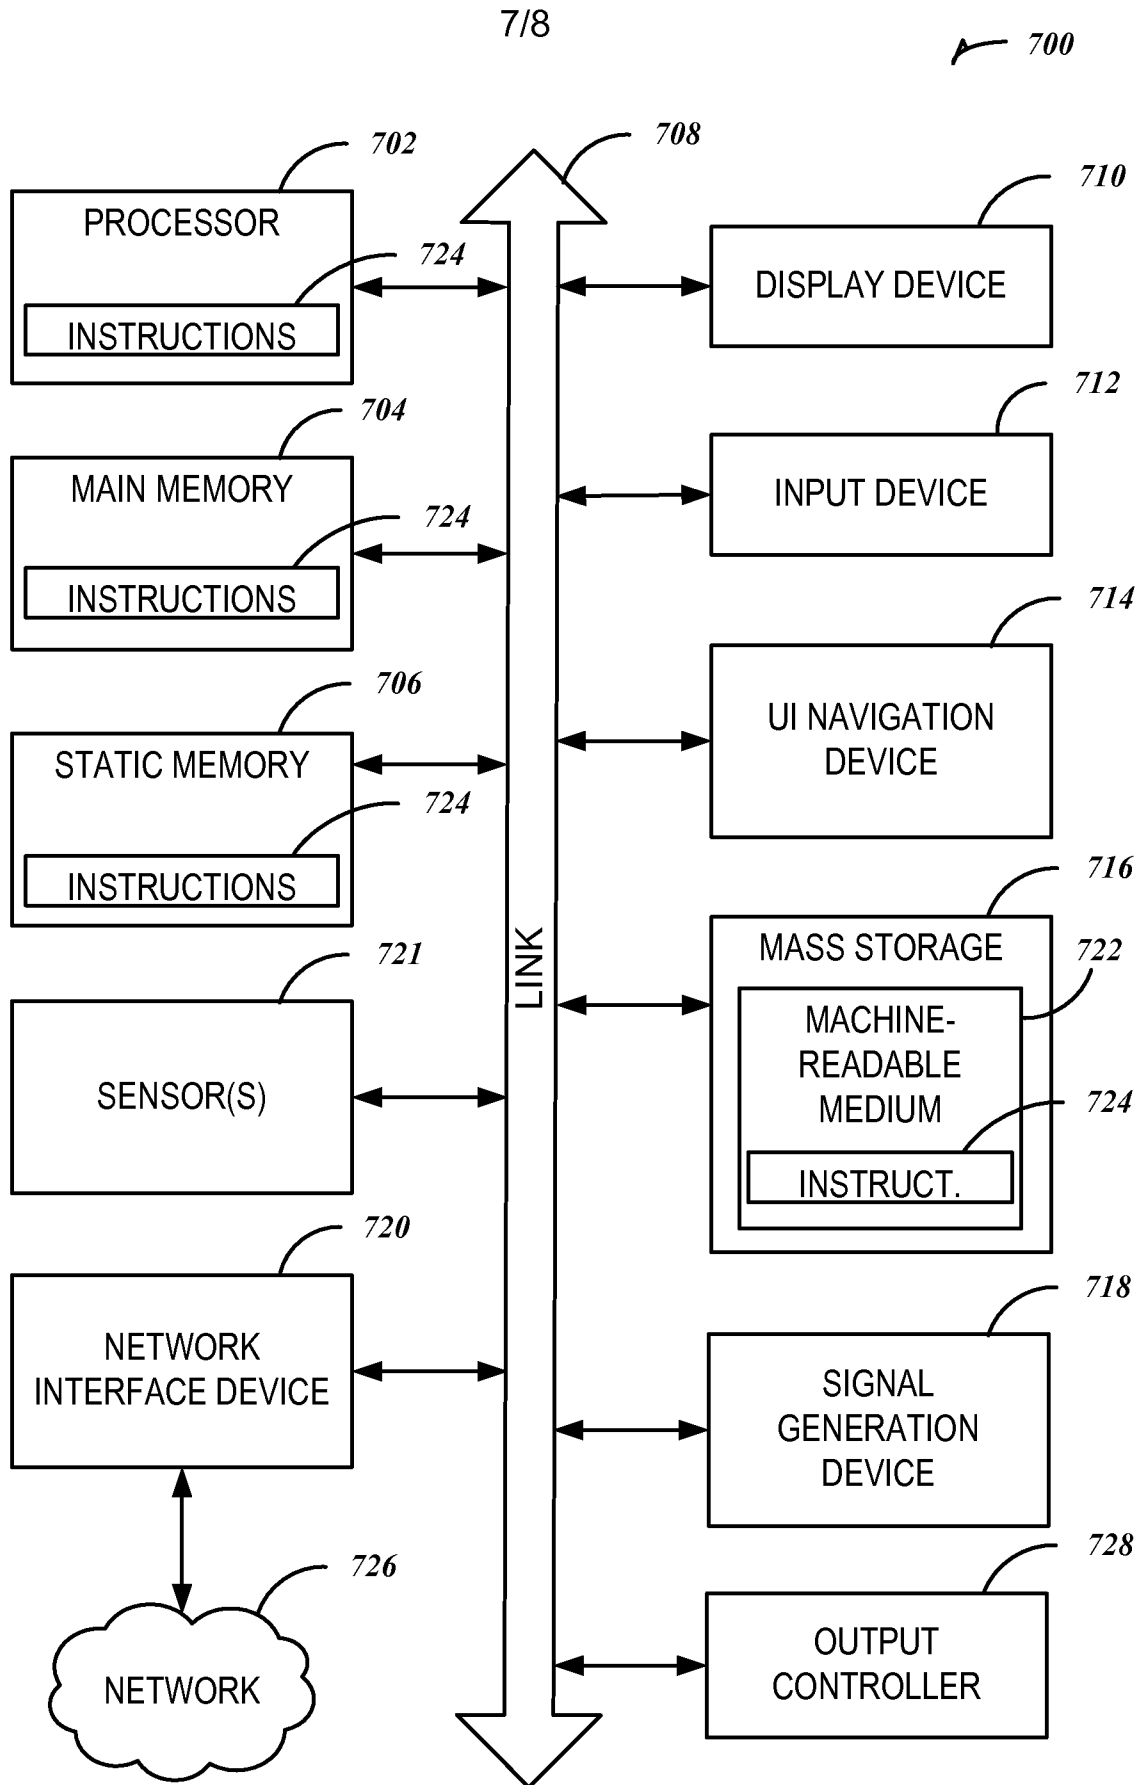 7/8
700
702
PROCESSOR
724
INSTRUCTIONS
704
MAIN MEMORY
724
INSTRUCTIONS
706
STATIC MEMORY
724
INSTRUCTIONS
721
SENSOR(S)
720
NETWORK
INTERFACE DEVICE
726
NETWORK
708
LINK
710
DISPLAY DEVICE
712
INPUT DEVICE
714
UI NAVIGATION
DEVICE
716
MASS STORAGE
722
MACHINE-
READABLE
MEDIUM
724
INSTRUCT.
718
SIGNAL
GENERATION
DEVICE
728
OUTPUT
CONTROLLER